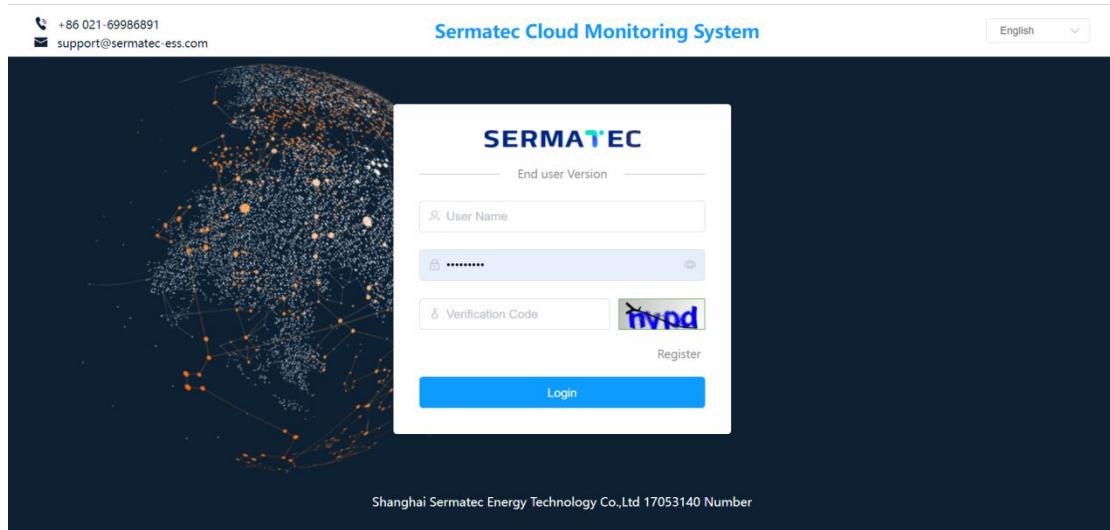 +86 021-69986891
support@sermatec-ess.com
Sermatec Cloud Monitoring System
English
SERMATEC
End user Version
User Name
•••••••••
Verification Code
Register
Login
Shanghai Sermatec Energy Technology Co.,Ltd 17053140 Number